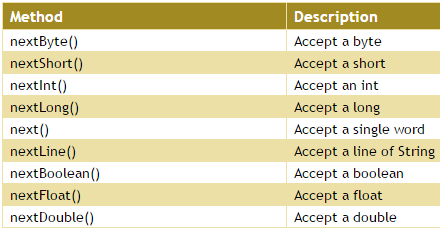 Method Description
nextByte() Accept a byte
nextShort() Accept a short
nextInt() Accept an int
nextLong() Accept a long
next() Accept a single word
nextLine() Accept a line of String
nextBoolean() Accept a boolean
nextFloat() Accept a float
nextDouble() Accept a double